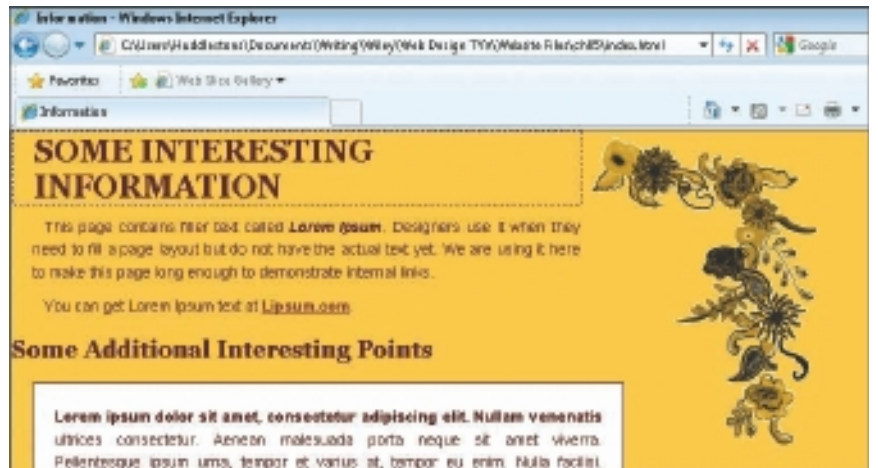 Information - Windows Internet Explorer
Google
Favorites Web Slice Gallery
Information
SOME INTERESTING
INFORMATION
This page contains filler text called Lorem Ipsum. Designers use it when they
need to fill a page layout but do not have the actual text yet. We are using it here
to make this page long enough to demonstrate internal links.
You can get Lorem Ipsum text at Lipsum.com.
Some Additional Interesting Points
Lorem ipsum dolor sit amet, consectetur adipiscing elit. Nullam venenatis
ultrices consectetur. Aenean malesuada porta neque sit amet viverra.
Pellentesque ipsum urna, tempor et varius at, tempor eu enim. Nulla facilisi.